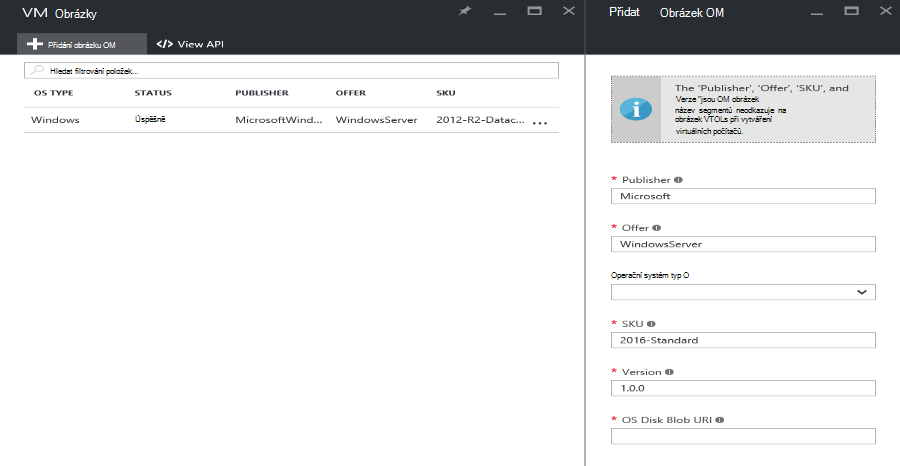 VM Obrázky
Přidání obrázku OM
</> View API
Hledat filtrování položek...
OS TYPE STATUS PUBLISHER OFFER SKU
Windows Úspěšně MicrosoftWind... WindowsServer 2012-R2-Datac... ...
Přidat Obrázek OM
The 'Publisher', 'Offer', 'SKU', and
Verze "jsou OM obrázek
název segmentů neodkazuje na
obrázek VTOLs při vytváření
virtuálních počítačů.
* Publisher
Microsoft
* Offer
WindowsServer
Operační systém typ O
* SKU
2016-Standard
* Version
1.0.0
* OS Disk Blob URI